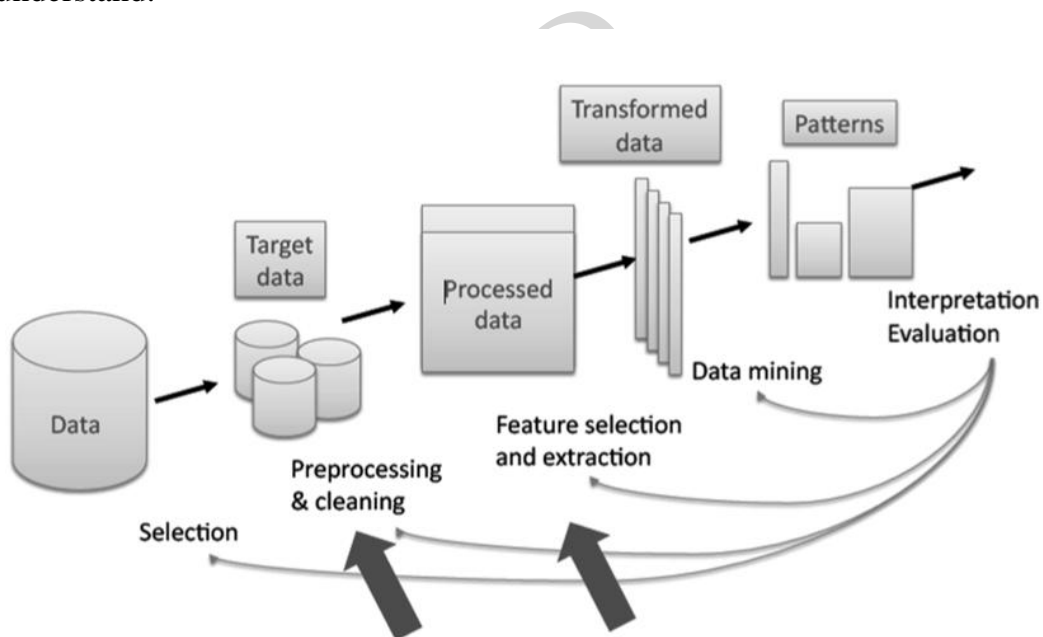 understand.
Transformed
data
Patterns
Target
data
Processed
data
Interpretation
Evaluation
Data mining
Data
Feature selection
and extraction
Preprocessing
& cleaning
Selection